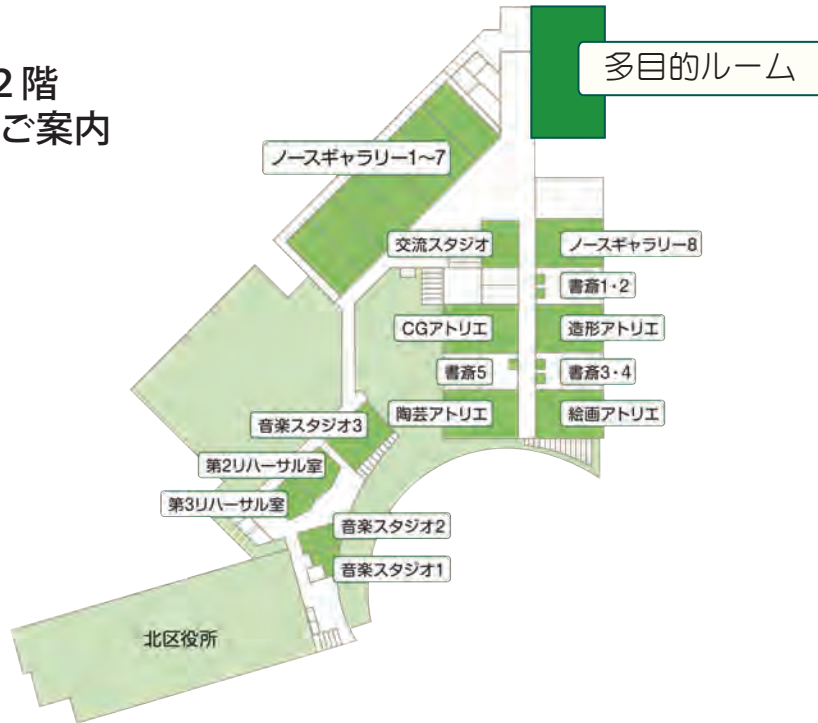 2階
ご案内
多目的ルーム
ノースギャラリー1~7
交流スタジオ
ノースギャラリー8
書斎1・2
CGアトリエ
造形アトリエ
書斎5
書斎3・4
陶芸アトリエ
絵画アトリエ
音楽スタジオ3
第2リハーサル室
第3リハーサル室
音楽スタジオ2
音楽スタジオ1
北区役所